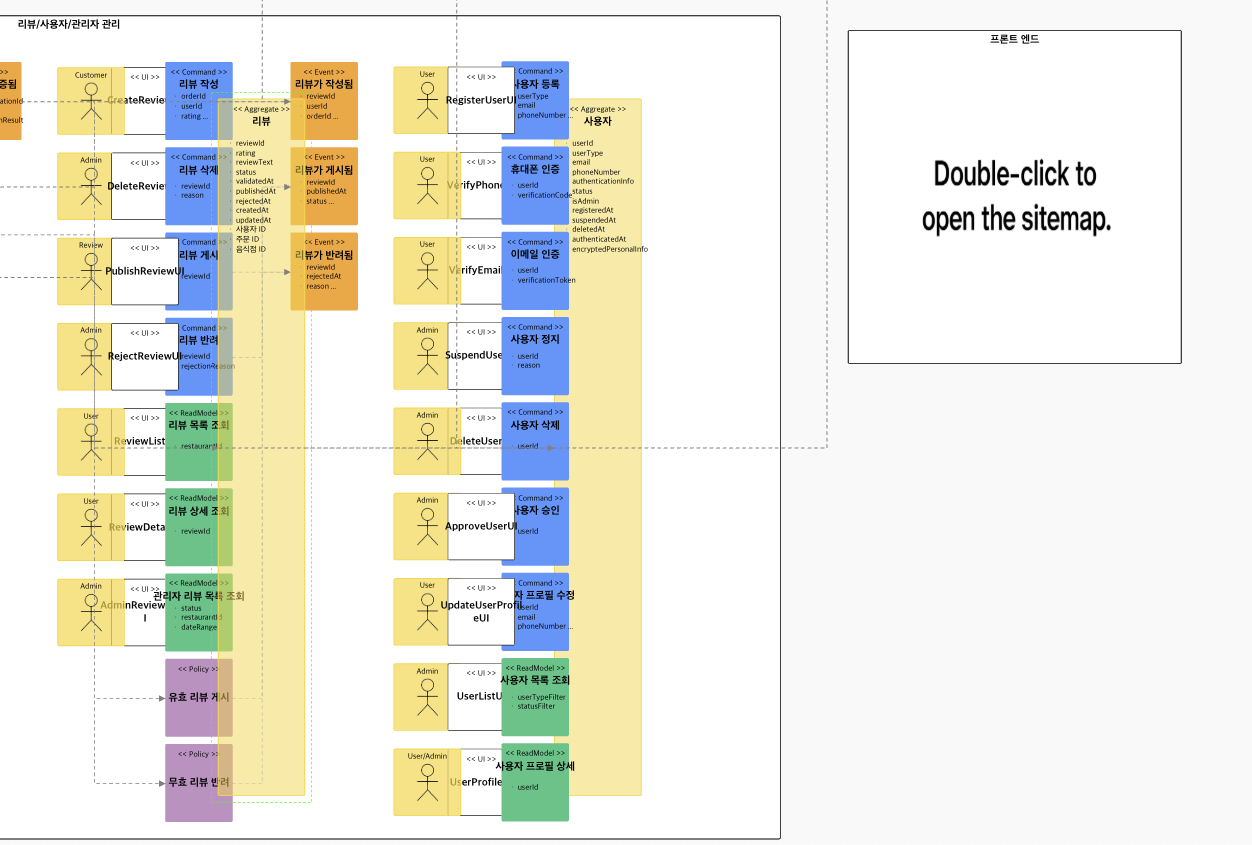 리뷰/사용자/관리자 관리
프론트 엔드
Double-click to
open the sitemap.
>>
증됨
ationId
nResult
Customer
<< UI >>
CreateRevie
<< Command >>
리뷰 작성
orderId
userId
rating ...
<< Event >>
리뷰가 작성됨
reviewId
userId
orderId ...
<< Aggregate >>
리뷰
reviewId
rating
reviewText
status
validatedAt
publishedAt
rejectedAt
createdAt
updatedAt
사용자 ID
주문 ID
음식점 ID
Admin
<< UI >>
DeleteRevie
<< Command
리뷰 삭제
reviewId
reason
<< Event >>
리뷰가 게시됨
reviewId
publishedAt
status ...
Review
<< UI >>
PublishReviewUI
Command
리뷰 게시
reviewId
<< Event >>
리뷰가 반려됨
reviewId
rejectedAt
reason ...
Admin
<< UI >>
RejectReviewUI
Command
리뷰 반려
reviewId
rejectionReason
User
<< UI >>
ReviewList
<< ReadModel >>
리뷰 목록 조회
restaurantId
User
<< UI >>
ReviewDeta
<< ReadModel >>
리뷰 상세 조회
reviewId
Admin
<< UI >>
AdminReview
I
<< ReadModel >>
관리자 리뷰 목록 조회
status
restaurantId
dateRange
<< Policy >>
유효 리뷰 게시
<< Policy >>
무효 리뷰 반려
User
<< UI >>
RegisterUserUI
Command >>
사용자 등록
userType
email
phoneNumber ...
<< Aggregate >>
사용자
userId
userType
email
phoneNumber
authenticationInfo
status
isAdmin
registeredAt
suspendedAt
deletedAt
authenticatedAt
encryptedPersonalInfo
User
<< UI >>
VerifyPhon
<< Command >>
휴대폰 인증
userId
verificationCode
User
<< UI >>
VerifyEmai
<< Command >>
이메일 인증
userId
verificationToken
Admin
<< UI >>
SuspendUse
<< Command >>
사용자 정지
userId
reason
Admin
<< UI >>
DeleteUser
<< Command >>
사용자 삭제
userId
Admin
<< UI >>
ApproveUserUI
Command >>
사용자 승인
userId
User
<< UI >>
UpdateUserProfil
eUI
Command >>
자 프로필 수정
userId
email
phoneNumber ...
Admin
<< UI >>
UserListU
<< ReadModel >>
사용자 목록 조회
userTypeFilter
statusFilter
User/Admin
<< UI >>
UserProfile
<< ReadModel >>
사용자 프로필 상세
userId